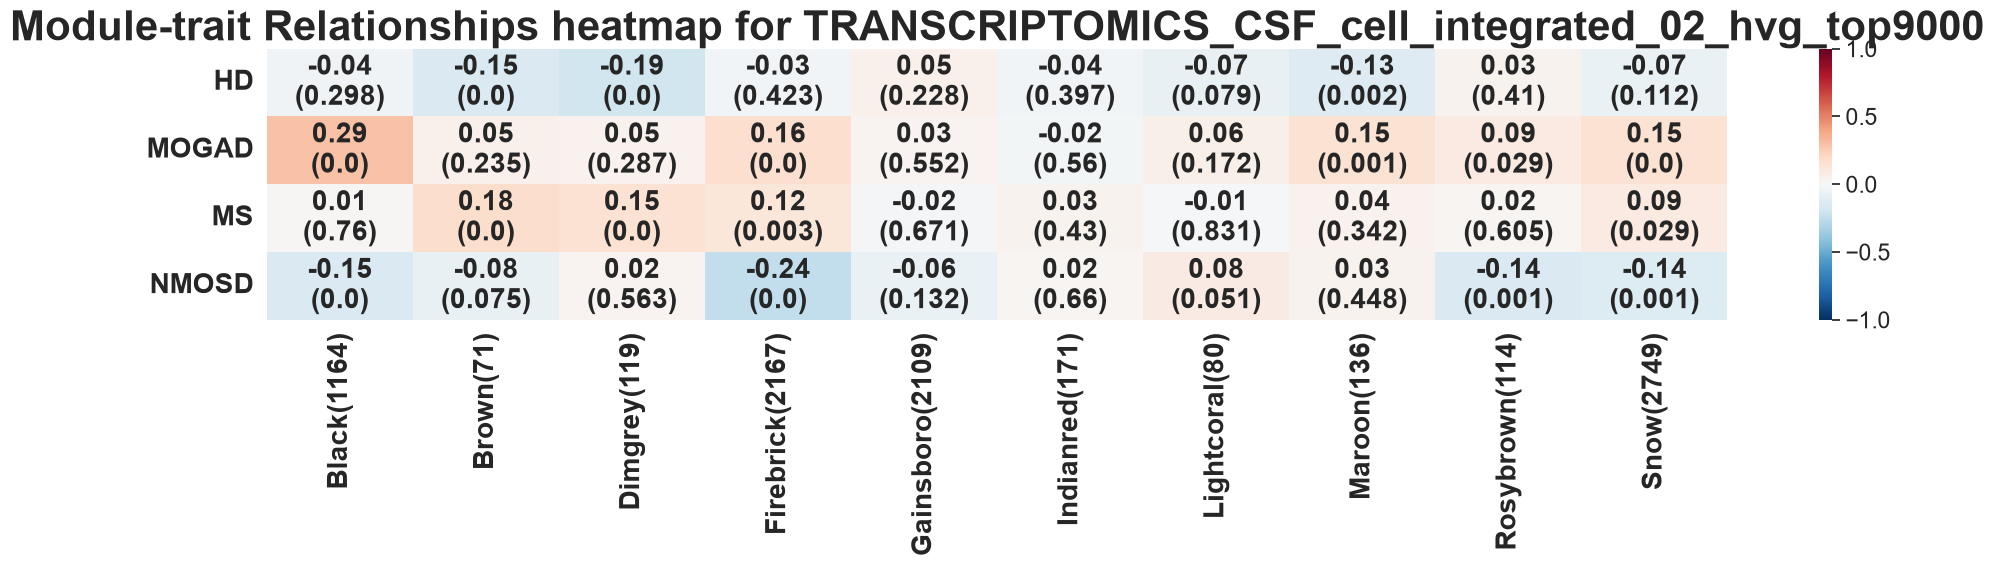 Module-trait Relationships heatmap for TRANSCRIPTOMICS_CSF_cell_integrated_02_hvg_top9000
HD
-0.04 -0.15 -0.19 -0.03 0.05 -0.04 -0.07 -0.13 0.03 -0.07
(0.298) (0.0) (0.0) (0.423) (0.228) (0.397) (0.079) (0.002) (0.41) (0.112)
MOGAD
0.29 0.05 0.05 0.16 0.03 -0.02 0.06 0.15 0.09 0.15
(0.0) (0.235) (0.287) (0.0) (0.552) (0.56) (0.172) (0.001) (0.029) (0.0)
MS
0.01 0.18 0.15 0.12 -0.02 0.03 -0.01 0.04 0.02 0.09
(0.76) (0.0) (0.0) (0.003) (0.671) (0.43) (0.831) (0.342) (0.605) (0.029)
NMOSD
-0.15 -0.08 0.02 -0.24 -0.06 0.02 0.08 0.03 -0.14 -0.14
(0.0) (0.075) (0.563) (0.0) (0.132) (0.66) (0.051) (0.448) (0.001) (0.001)
Black(1164)
Brown(71)
Dimgrey(119)
Firebrick(2167)
Gainsboro(2109)
Indianred(171)
Lightcoral(80)
Maroon(136)
Rosybrown(114)
Snow(2749)
1.0
0.5
0.0
−0.5
−1.0